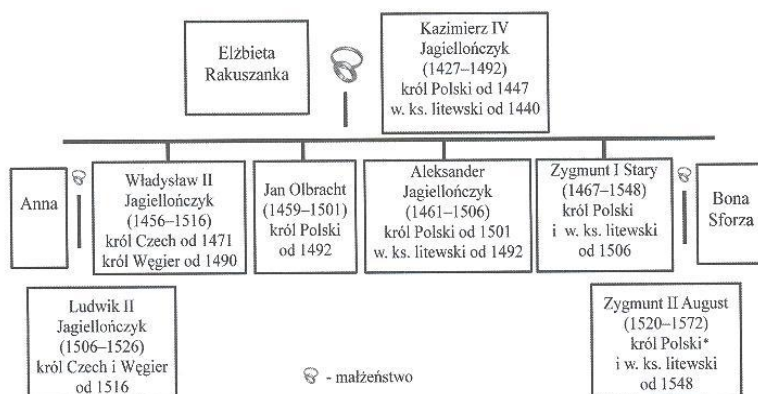 Elżbieta
Rakuszanka
Kazimierz IV
Jagiellończyk
(1427–1492)
król Polski od 1447
w. ks. litewski od 1440
Anna
Władysław II
Jagiellończyk
(1456–1516)
król Czech od 1471
król Węgier od 1490
Jan Olbracht
(1459–1501)
król Polski
od 1492
Aleksander
Jagiellończyk
(1461–1506)
król Polski od 1501
w. ks. litewski od 1492
Zygmunt I Stary
(1467–1548)
król Polski
i w. ks. litewski
od 1506
Bona
Sforza
Ludwik II
Jagiellończyk
(1506–1526)
król Czech i Węgier
od 1516
- małżeństwo
Zygmunt II August
(1520–1572)
król Polski*
i w. ks. litewski
od 1548